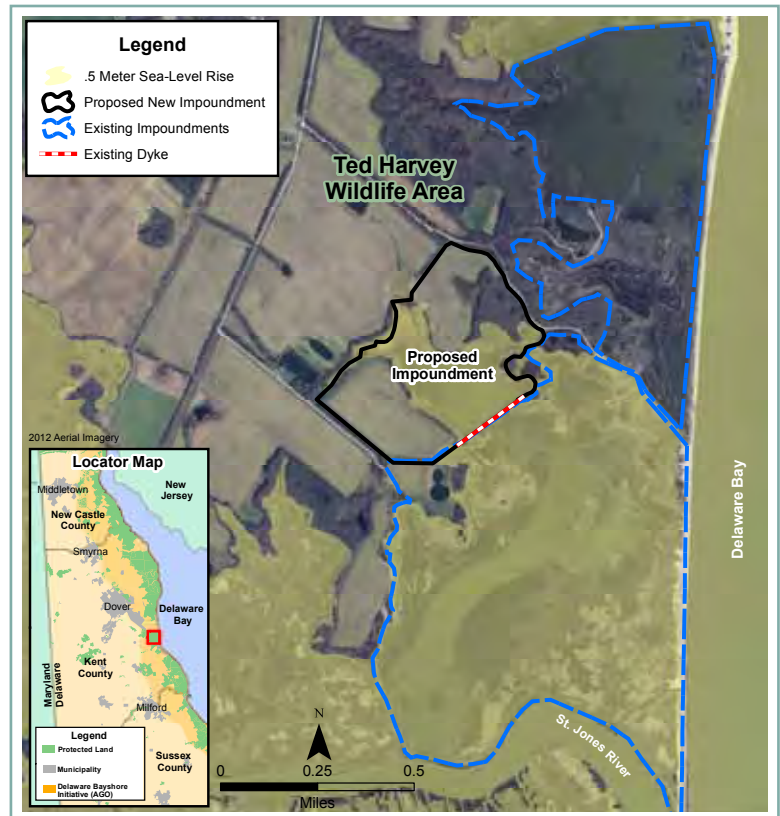 Legend
.5 Meter Sea-Level Rise
Proposed New Impoundment
Existing Impoundments
Existing Dyke
Ted Harvey
Wildlife Area
Proposed
Impoundment
Delaware Bay
St. Jones River
2012 Aerial Imagery
Locator Map
New
Jersey
Middletown
New Castle
County
Smyrna
Dover
Delaware
Bay
Kent
County
Maryland
Delaware
Milford
Sussex
County
Legend
Protected Land
Municipality
Delaware Bayshore
Initiative (AGO)
N
0 0.25 0.5
Miles